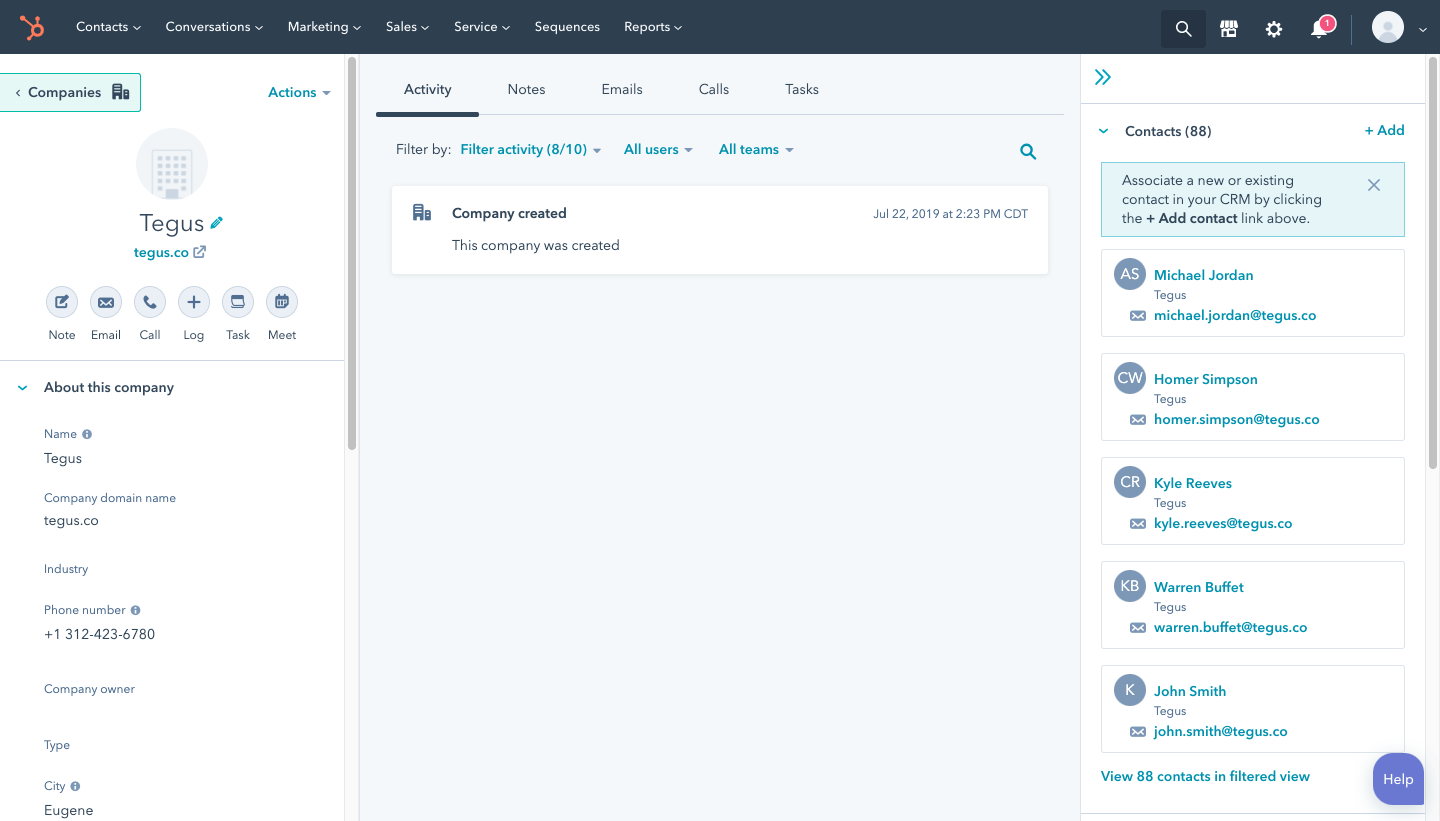 Contacts Conversations Marketing Sales Service Sequences Reports
1
Companies
Actions
Tegus
tegus.co
Note Email Call Log Task Meet
About this company
Name
Tegus
Company domain name
tegus.co
Industry
Phone number
+1 312-423-6780
Company owner
Type
City
Eugene
Activity Notes Emails Calls Tasks
Filter by: Filter activity (8/10) All users All teams
Company created Jul 22, 2019 at 2:23 PM CDT
This company was created
Contacts (88) + Add
Associate a new or existing
contact in your CRM by clicking
the + Add contact link above.
AS Michael Jordan
Tegus
michael.jordan@tegus.co
CW Homer Simpson
Tegus
homer.simpson@tegus.co
CR Kyle Reeves
Tegus
kyle.reeves@tegus.co
KB Warren Buffet
Tegus
warren.buffet@tegus.co
K John Smith
Tegus
john.smith@tegus.co
View 88 contacts in filtered view
Help